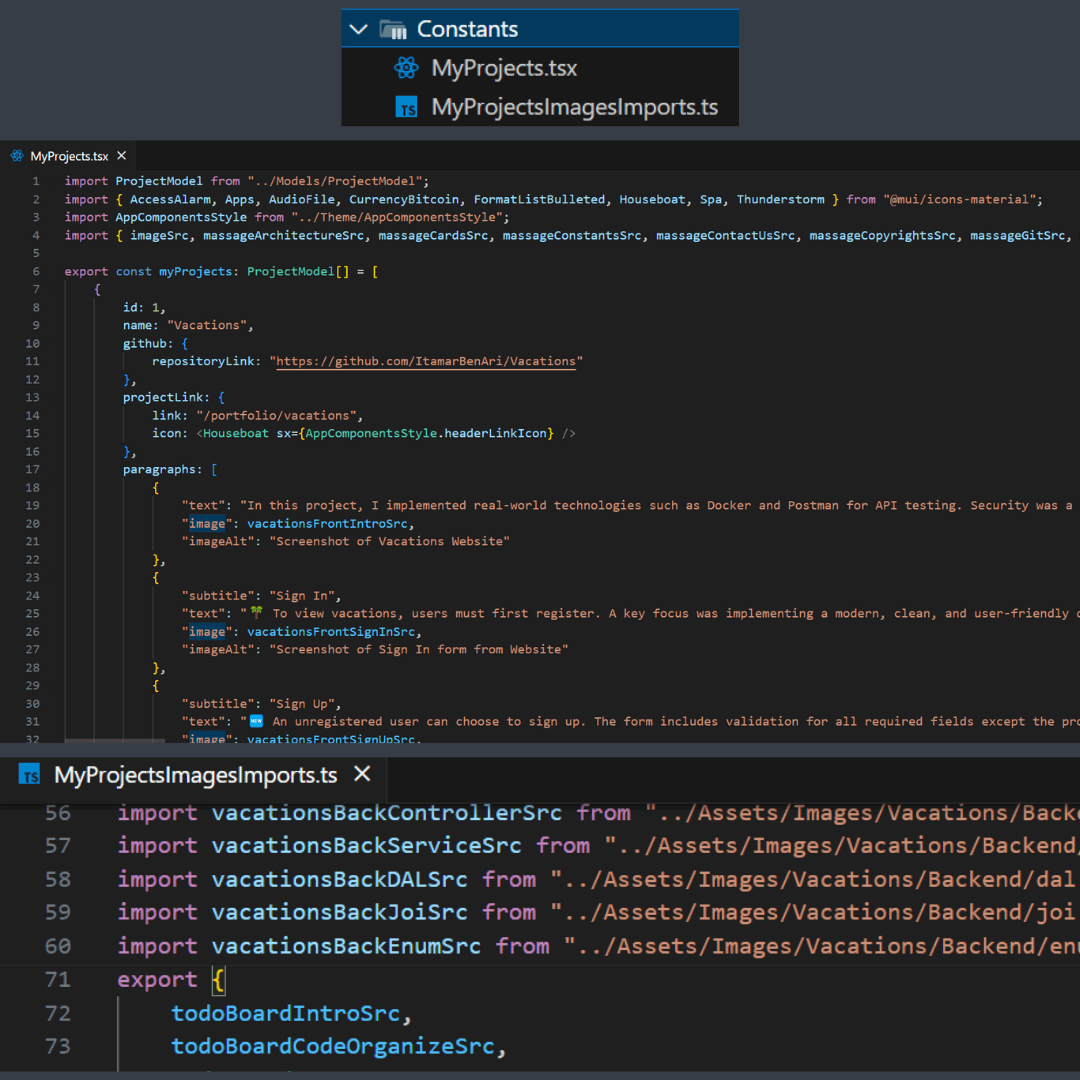 Constants
MyProjects.tsx
TS MyProjectsImagesImports.ts
MyProjects.tsx
1 import ProjectModel from "../Models/ProjectModel";
2 import { AccessAlarm, Apps, AudioFile, CurrencyBitcoin, FormatListBulleted, Houseboat, Spa, Thunderstorm } from "@mui/icons-material";
3 import AppComponentsStyle from "../Theme/AppComponentsStyle";
4 import { imageSrc, massageArchitectureSrc, massageCardsSrc, massageConstantsSrc, massageContactUsSrc, massageCopyrightsSrc, massageGitSrc,
5
6 export const myProjects: ProjectModel[] = [
7 {
8 id: 1,
9 name: "Vacations",
10 github: {
11 repositoryLink: "https://github.com/ItamarBenAri/Vacations"
12 },
13 projectLink: {
14 link: "/portfolio/vacations",
15 icon: <Houseboat sx={AppComponentsStyle.headerLinkIcon} />
16 },
17 paragraphs: [
18 {
19 "text": "In this project, I implemented real-world technologies such as Docker and Postman for API testing. Security was a
20 "image": vacationsFrontIntroSrc,
21 "imageAlt": "Screenshot of Vacations Website"
22 },
23 {
24 "subtitle": "Sign In",
25 "text": "🌴 To view vacations, users must first register. A key focus was implementing a modern, clean, and user-friendly
26 "image": vacationsFrontSignInSrc,
27 "imageAlt": "Screenshot of Sign In form from Website"
28 },
29 {
30 "subtitle": "Sign Up",
31 "text": "🆕 An unregistered user can choose to sign up. The form includes validation for all required fields except the pro
32 "image": vacationsFrontSignUpSrc,
TS MyProjectsImagesImports.ts
56 import vacationsBackControllerSrc from "../Assets/Images/Vacations/Backe
57 import vacationsBackServiceSrc from "../Assets/Images/Vacations/Backend/
58 import vacationsBackDALSrc from "../Assets/Images/Vacations/Backend/dal
59 import vacationsBackJoiSrc from "../Assets/Images/Vacations/Backend/joi
60 import vacationsBackEnumSrc from "../Assets/Images/Vacations/Backend/enu
71 export {
72 todoBoardIntroSrc,
73 todoBoardCodeOrganizeSrc,